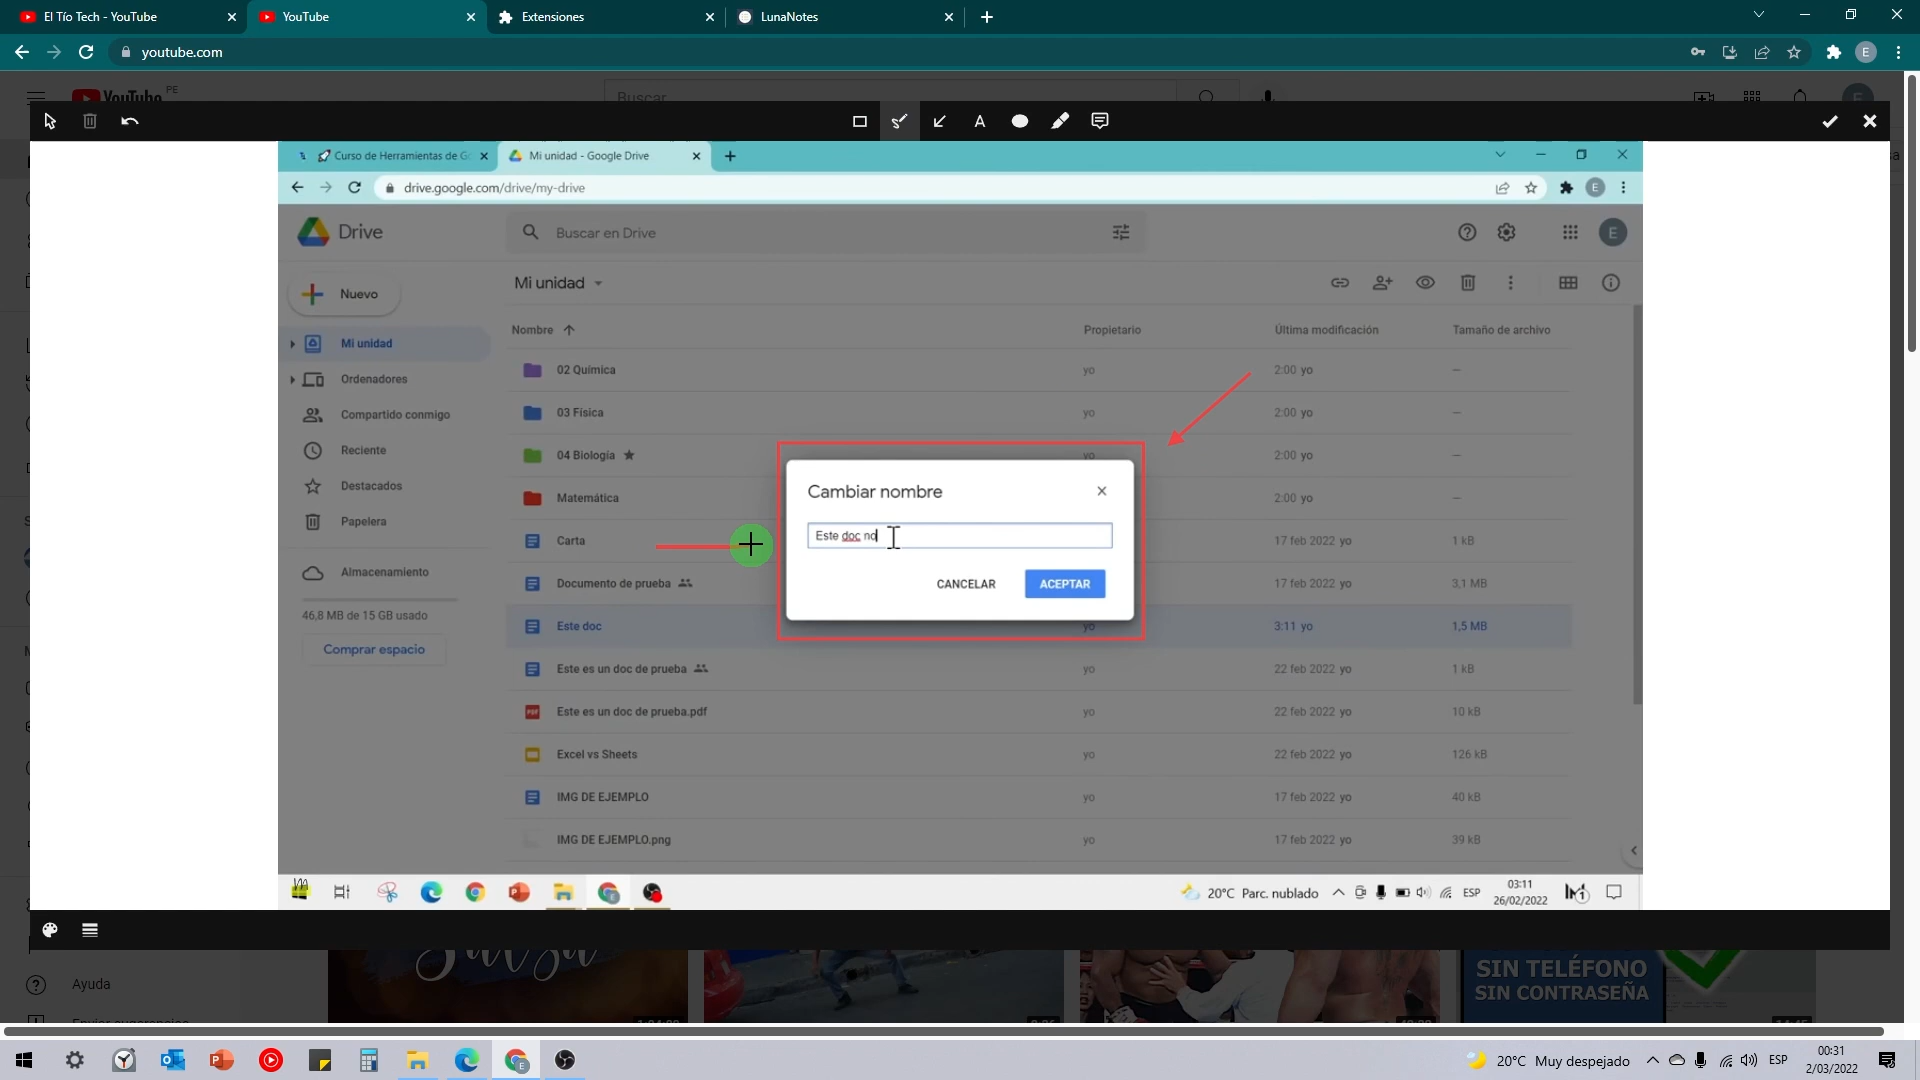 El Tío Tech - YouTube
YouTube
Extensiones
LunaNotes
youtube.com
E
YouTube PE
Buscar
A
Curso de Herramientas de Go
Mi unidad - Google Drive
drive.google.com/drive/my-drive
E
Drive
Buscar en Drive
E
Nuevo
Mi unidad
Nombre
Propietario
Última modificación
Tamaño de archivo
Mi unidad
Ordenadores
Compartido conmigo
Reciente
Destacados
Papelera
Almacenamiento
46,8 MB de 15 GB usado
Comprar espacio
02 Química yo 2:00 yo –
03 Física yo 2:00 yo –
04 Biología yo 2:00 yo –
Matemática 2:00 yo –
Carta 17 feb 2022 yo 1 kB
Documento de prueba 17 feb 2022 yo 3,1 MB
Este doc yo 3:11 yo 1,5 MB
Este es un doc de prueba yo 22 feb 2022 yo 1 kB
Este es un doc de prueba.pdf yo 22 feb 2022 yo 10 kB
Excel vs Sheets yo 22 feb 2022 yo 126 kB
IMG DE EJEMPLO yo 17 feb 2022 yo 40 kB
IMG DE EJEMPLO.png yo 17 feb 2022 yo 39 kB
Cambiar nombre
Este doc no
CANCELAR
ACEPTAR
20°C Parc. nublado
ESP
03:11
26/02/2022
1
Salsa
SIN TELÉFONO
SIN CONTRASEÑA
Ayuda
20°C Muy despejado
ESP
00:31
2/03/2022